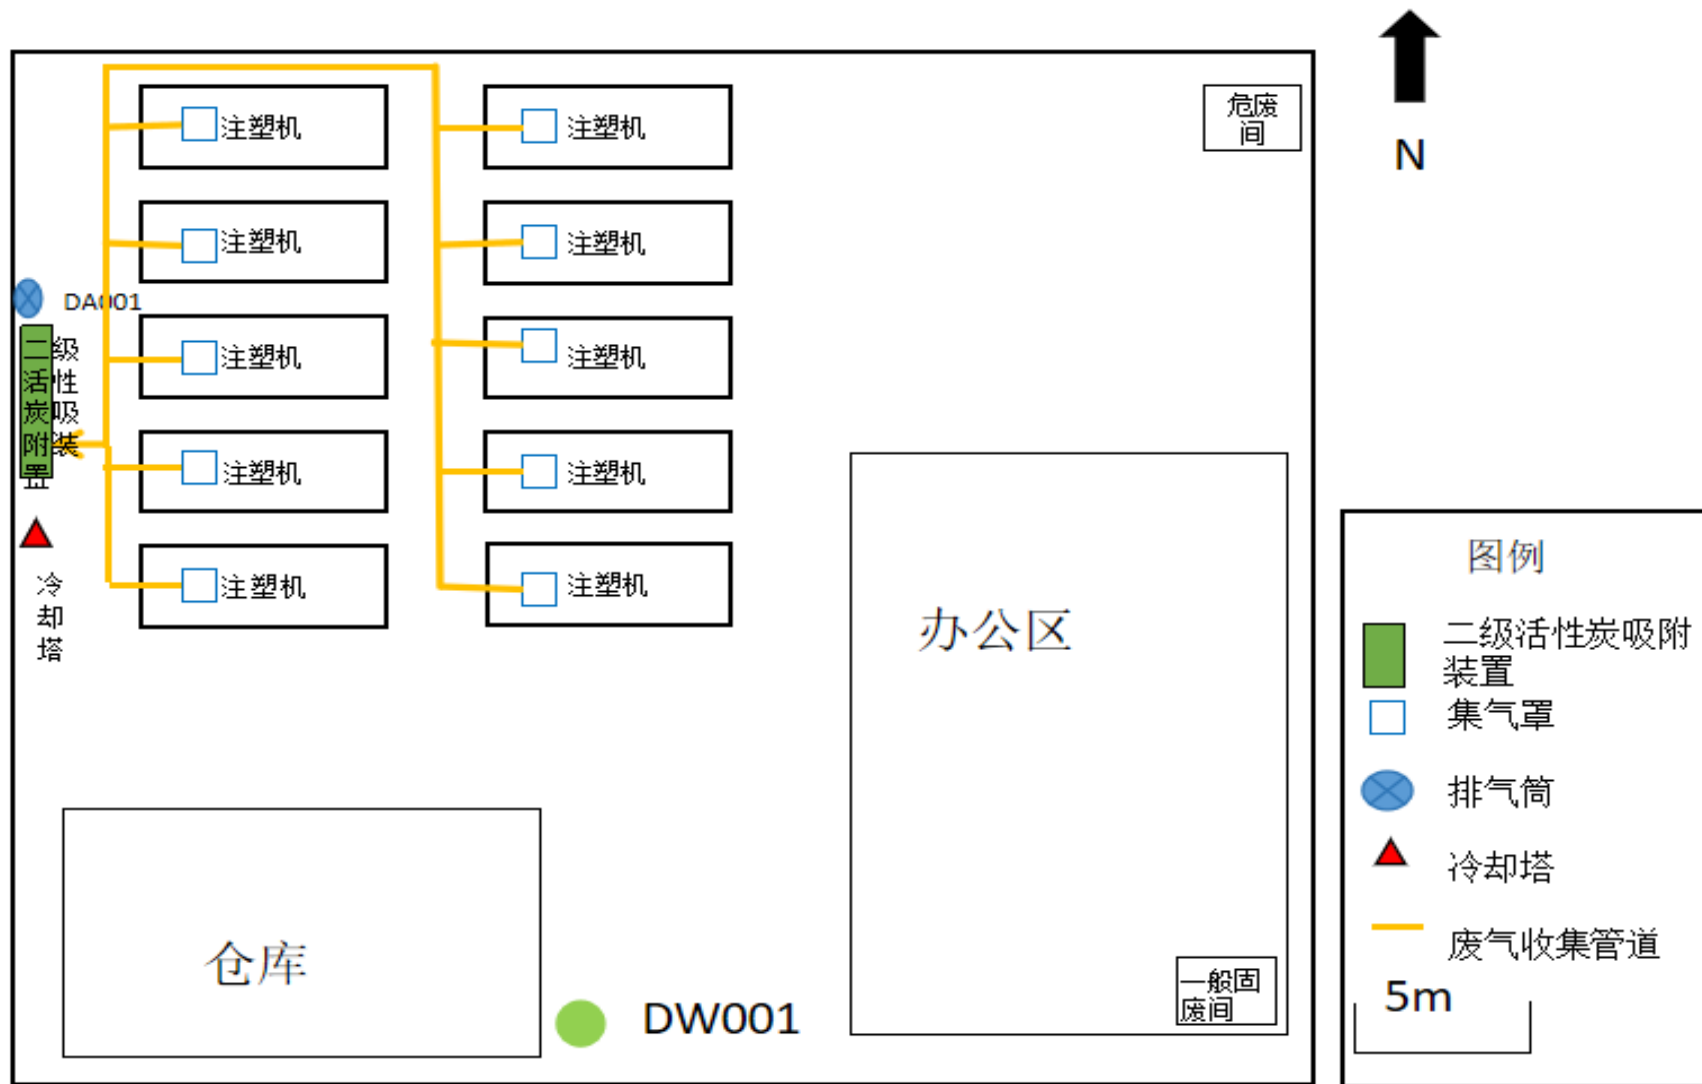 N
危废
间
注塑机
注塑机
注塑机
注塑机
DA001
注塑机
注塑机
二级
活性
炭吸
附装
置
注塑机
注塑机
冷
却
塔
注塑机
注塑机
办公区
仓库
一般固
废间
DW001
图例
二级活性炭吸附
装置
集气罩
排气筒
冷却塔
废气收集管道
5m